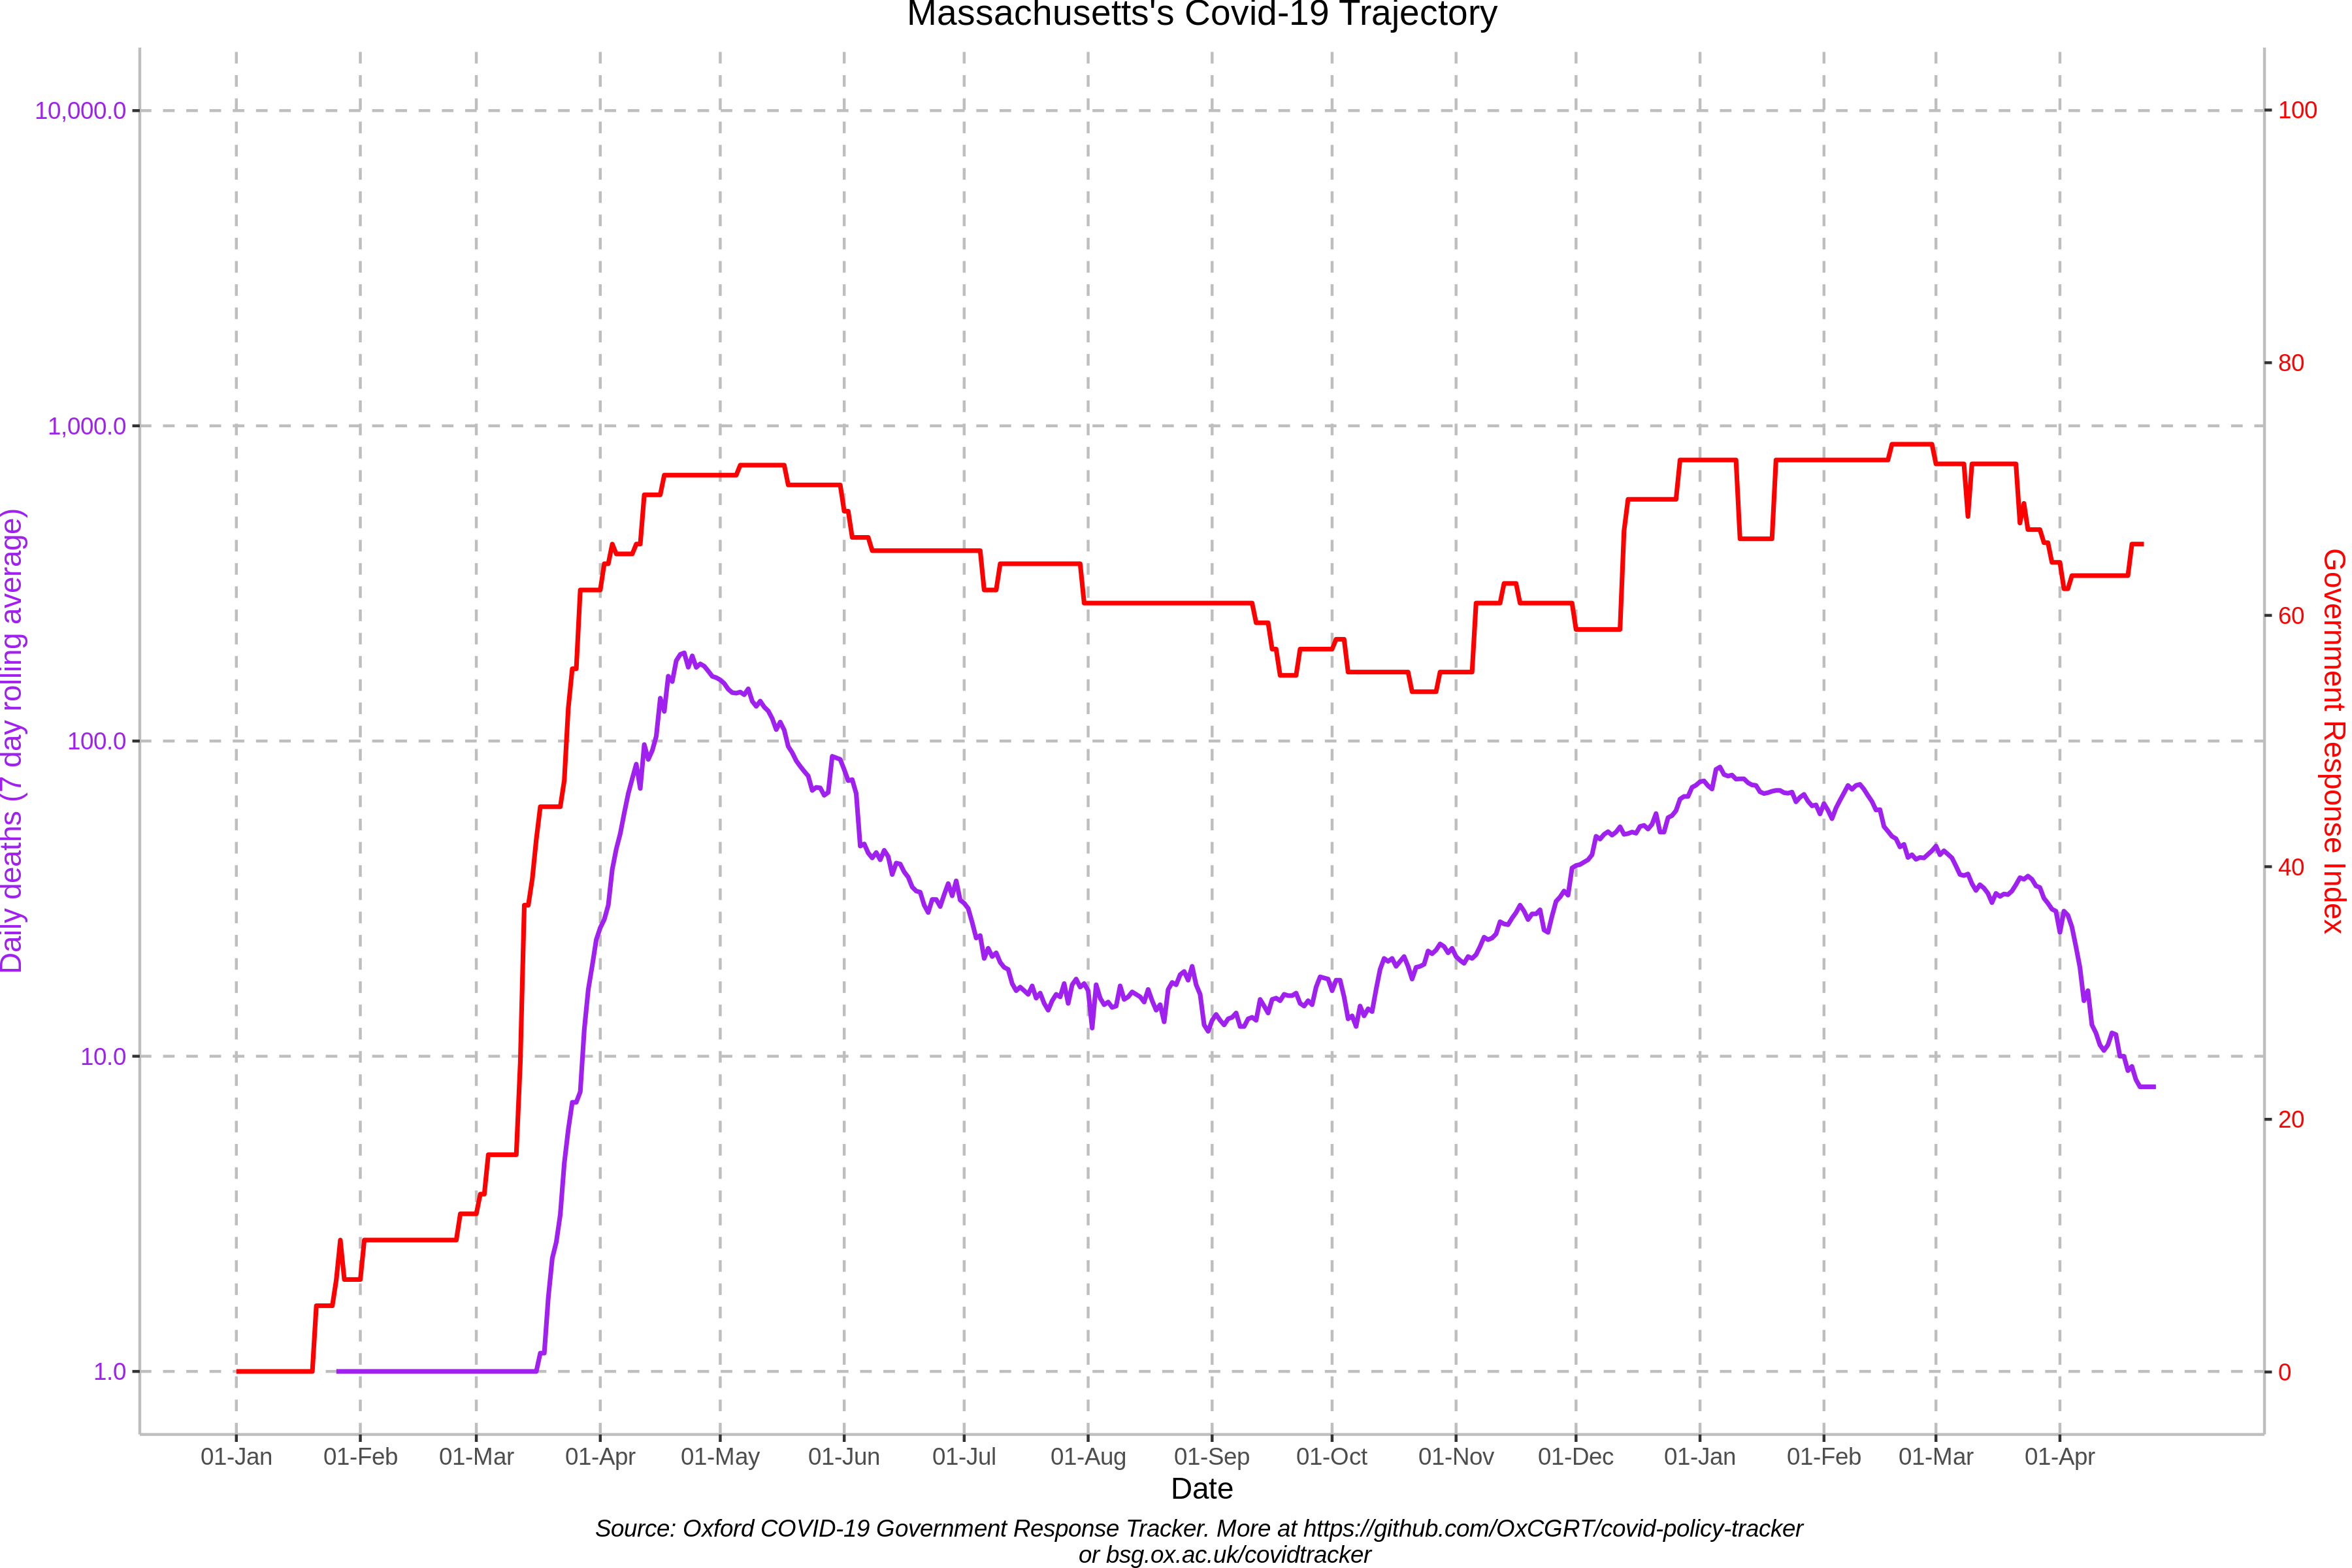 Massachusetts's Covid-19 Trajectory
Daily deaths (7 day rolling average)
10,000.0
1,000.0
100.0
10.0
1.0
100
80
60
40
20
0
Government Response Index
01-Jan 01-Feb 01-Mar 01-Apr 01-May 01-Jun 01-Jul 01-Aug 01-Sep 01-Oct 01-Nov 01-Dec 01-Jan 01-Feb 01-Mar 01-Apr
Date
Source: Oxford COVID-19 Government Response Tracker. More at https://github.com/OxCGRT/covid-policy-tracker
or bsg.ox.ac.uk/covidtracker